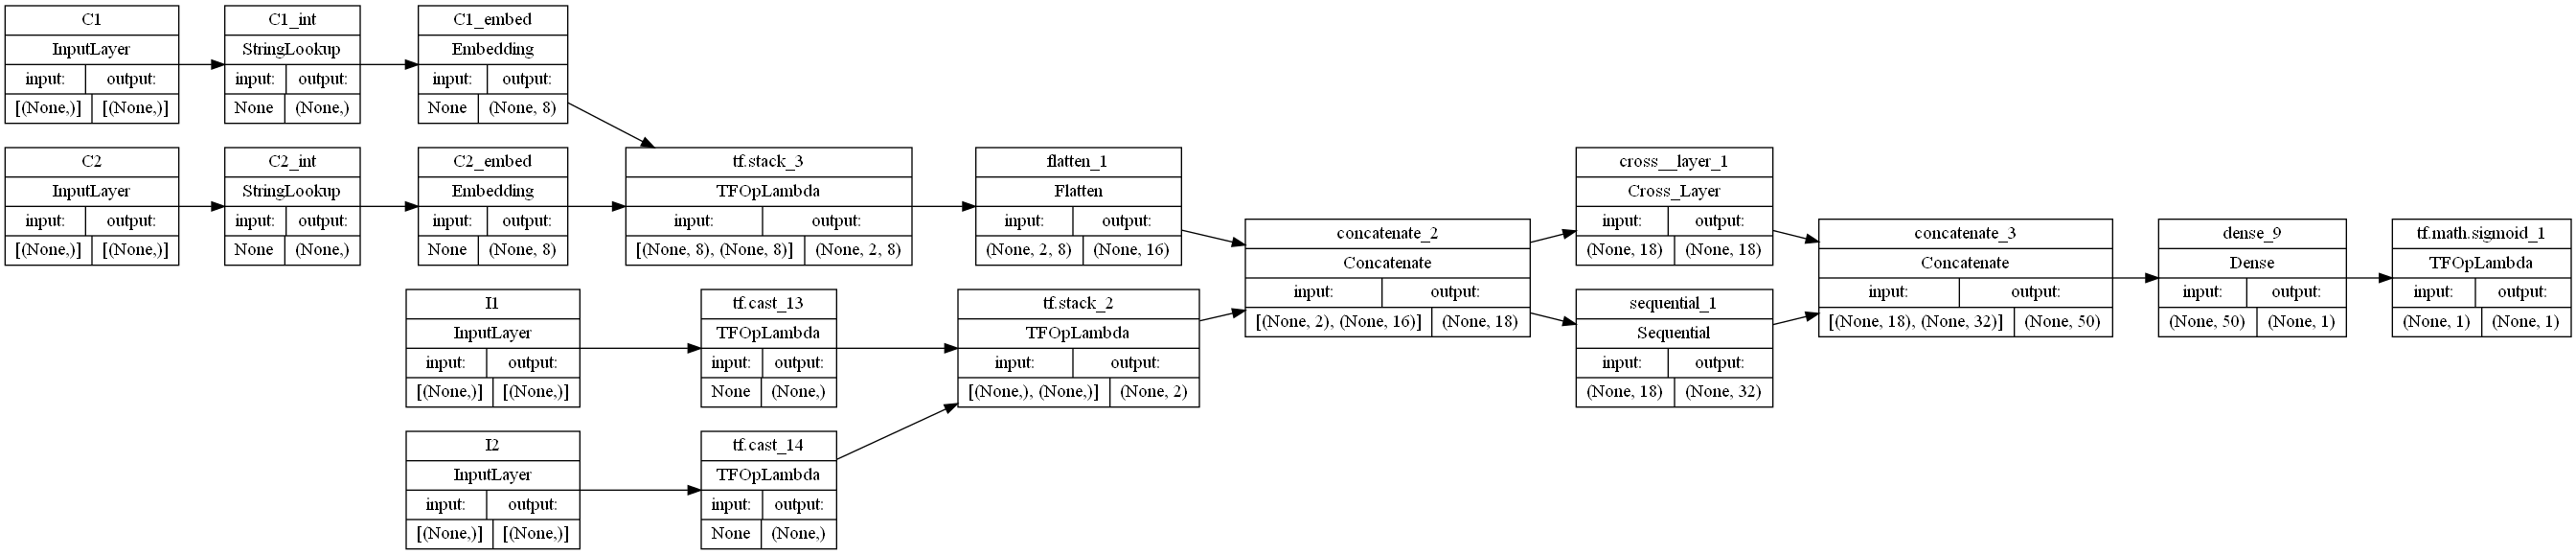 C1
InputLayer
input: output:
[(None,)] [(None,)]
C1_int
StringLookup
input: output:
None (None,)
C1_embed
Embedding
input: output:
None (None, 8)
C2
InputLayer
input: output:
[(None,)] [(None,)]
C2_int
StringLookup
input: output:
None (None,)
C2_embed
Embedding
input: output:
None (None, 8)
tf.stack_3
TFOpLambda
input: output:
[(None, 8), (None, 8)] (None, 2, 8)
flatten_1
Flatten
input: output:
(None, 2, 8) (None, 16)
I1
InputLayer
input: output:
[(None,)] [(None,)]
tf.cast_13
TFOpLambda
input: output:
None (None,)
tf.stack_2
TFOpLambda
input: output:
[(None,), (None,)] (None, 2)
I2
InputLayer
input: output:
[(None,)] [(None,)]
tf.cast_14
TFOpLambda
input: output:
None (None,)
concatenate_2
Concatenate
input: output:
[(None, 2), (None, 16)] (None, 18)
cross__layer_1
Cross_Layer
input: output:
(None, 18) (None, 18)
sequential_1
Sequential
input: output:
(None, 18) (None, 32)
concatenate_3
Concatenate
input: output:
[(None, 18), (None, 32)] (None, 50)
dense_9
Dense
input: output:
(None, 50) (None, 1)
tf.math.sigmoid_1
TFOpLambda
input: output:
(None, 1) (None, 1)